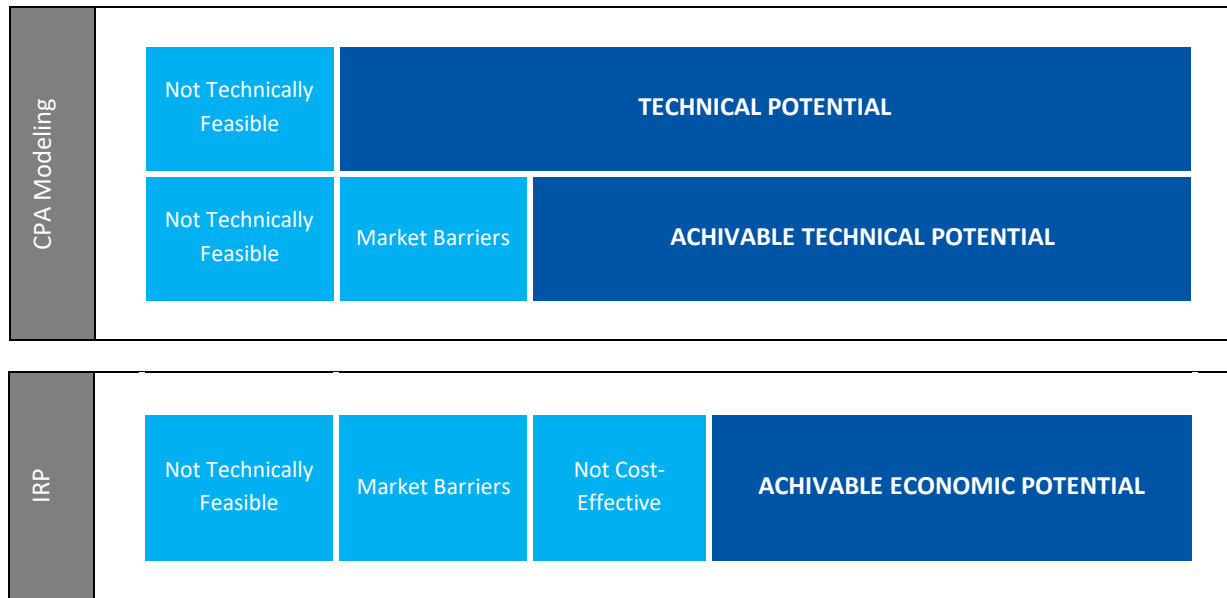 CPA Modeling
Not Technically
Feasible
TECHNICAL POTENTIAL
Not Technically
Feasible
Market Barriers
ACHIVABLE TECHNICAL POTENTIAL
IRP
Not Technically
Feasible
Market Barriers
Not Cost-
Effective
ACHIVABLE ECONOMIC POTENTIAL